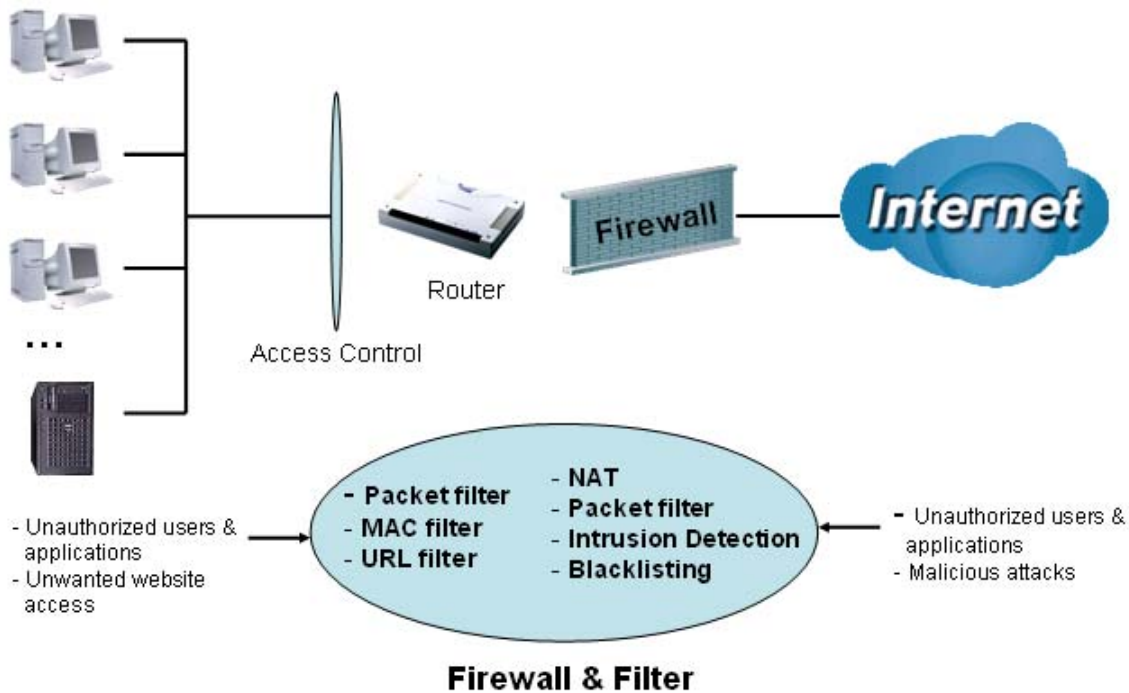 Firewall
Internet
Router
...
Access Control
- Packet filter
- MAC filter
- URL filter
- NAT
- Packet filter
- Intrusion Detection
- Blacklisting
- Unauthorized users &
applications
- Unwanted website
access
- Unauthorized users &
applications
- Malicious attacks
Firewall & Filter